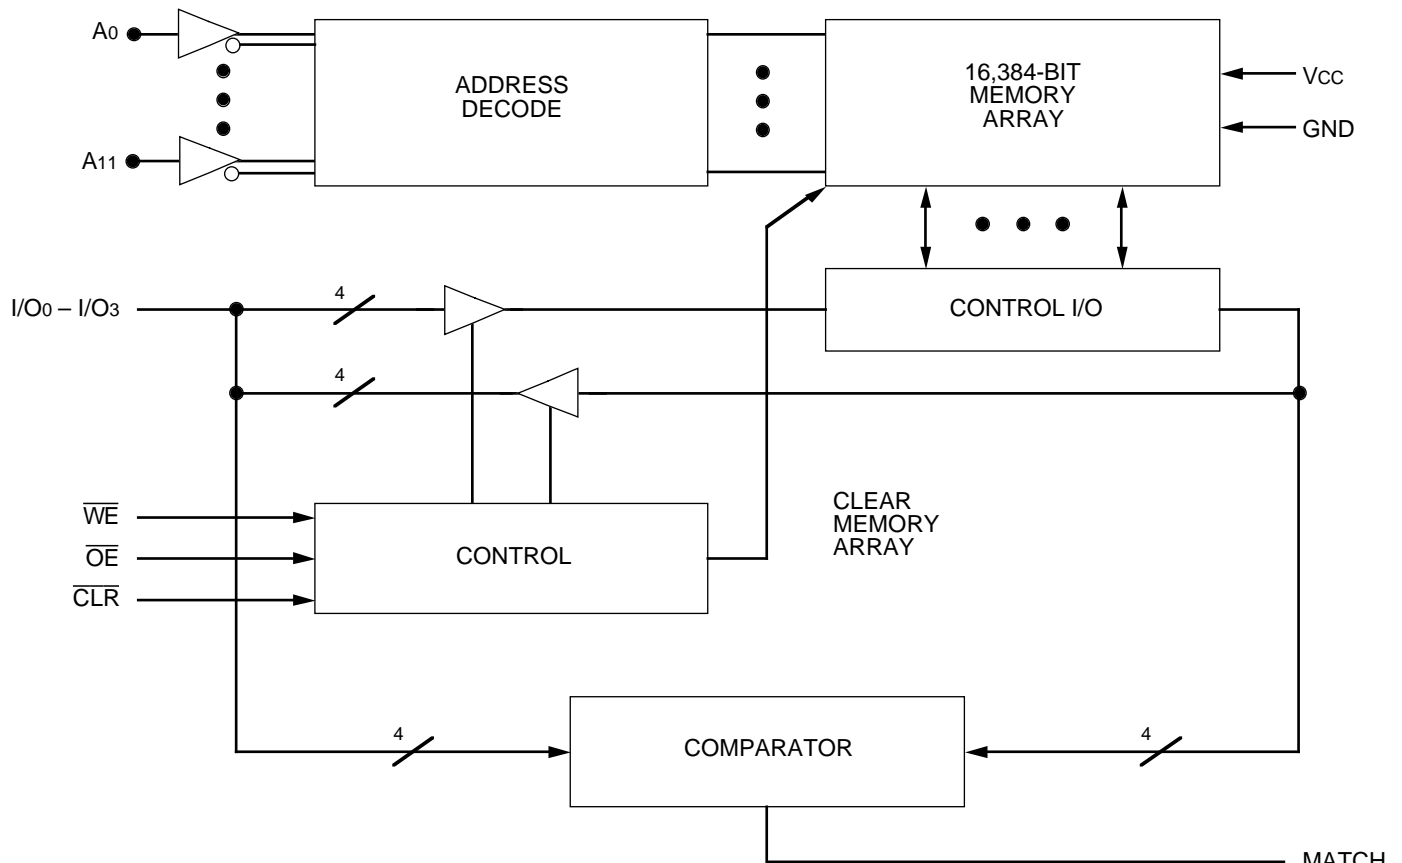 A0
ADDRESS
DECODE
16,384-BIT
MEMORY
ARRAY
VCC
GND
A11
I/O0 – I/O3
4
CONTROL I/O
4
WE
OE
CLR
CONTROL
CLEAR
MEMORY
ARRAY
4
COMPARATOR
4
MATCH